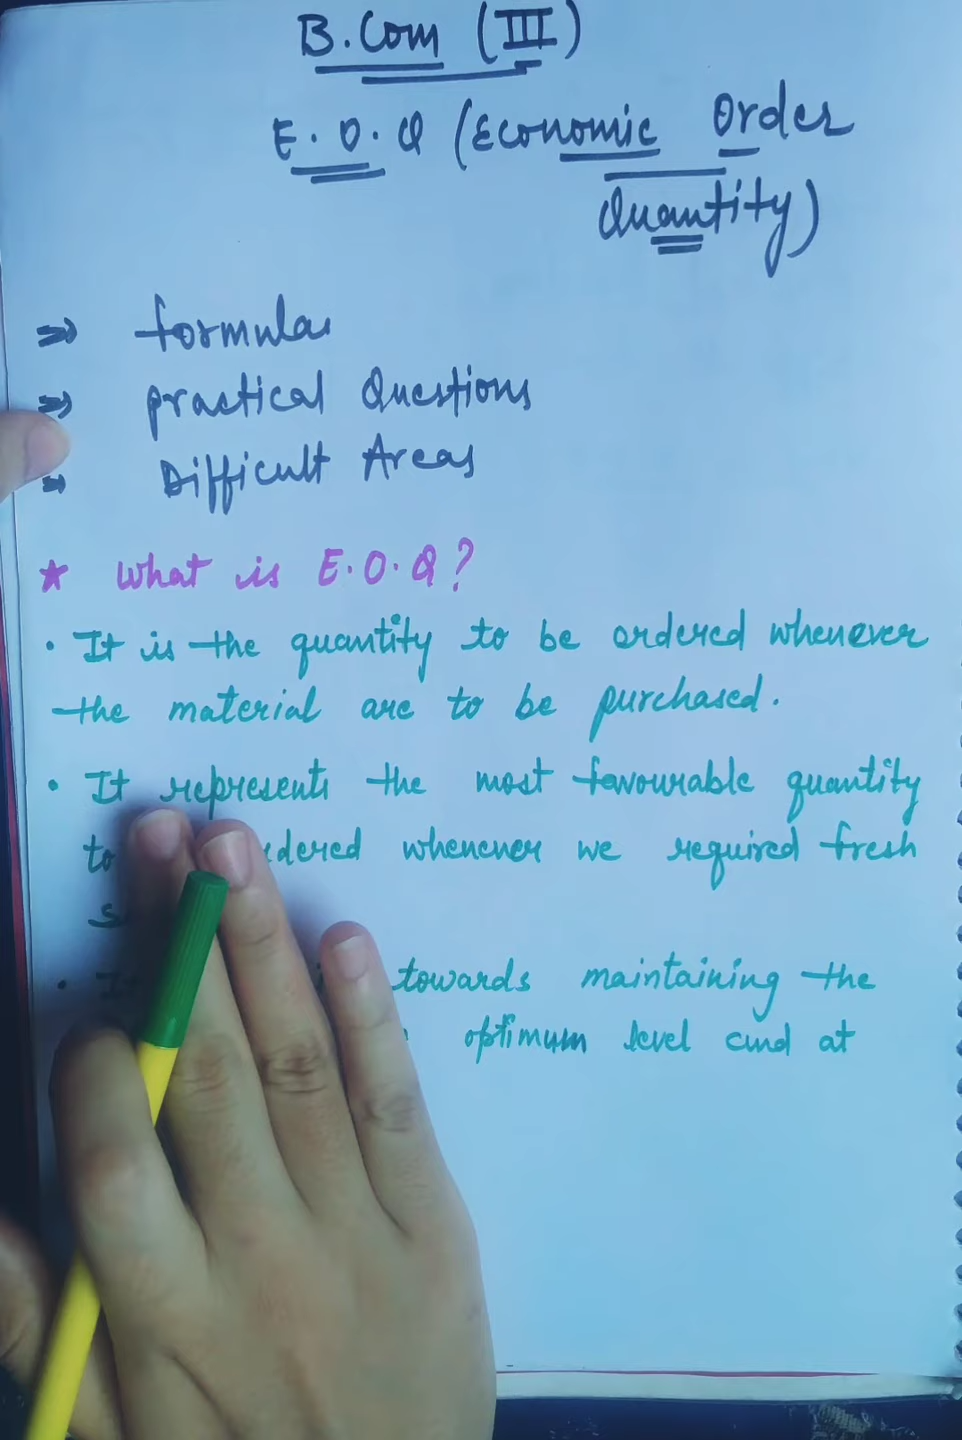 B.Com (III)
E.O.Q (Economic Order
Quantity)
⇒ formulas
⇒ practical Questions
⇒ Difficult Areas
★ What is E.O.Q?
• It is the quantity to be ordered whenever
the material are to be purchased.
• It represents the most favourable quantity
to dered whenever we required fresh
• towards maintaining the
optimum level and at